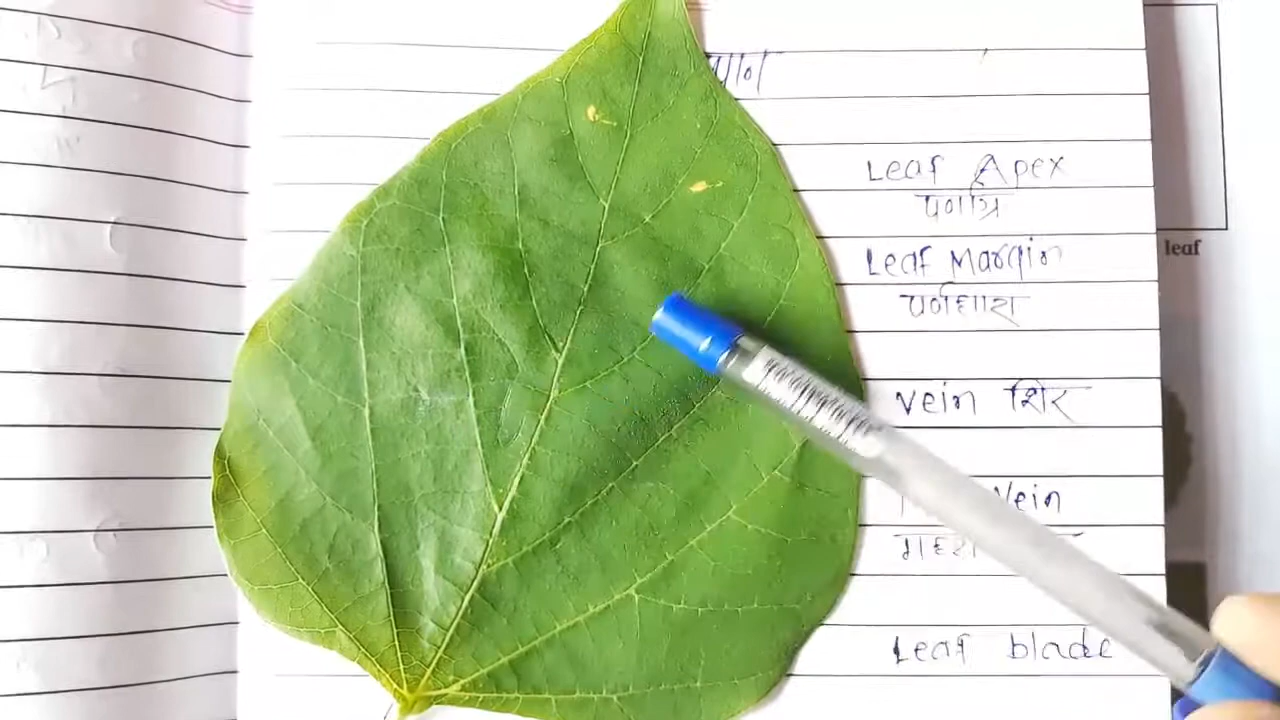 पान
Leaf Apex
पर्णाग्र
Leaf Margin
पर्णधारा
leaf
vein शिर
Vein
Leaf blade